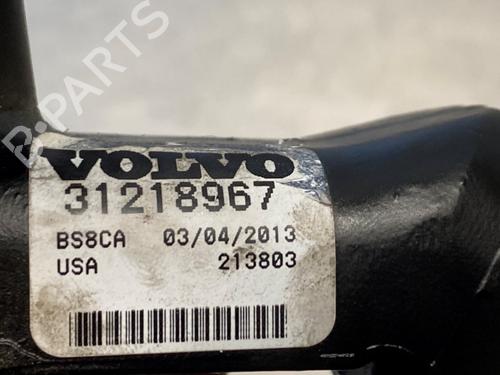 B-PARTS
VOLVO
31218967
BS8CA 03/04/2013
USA 213803